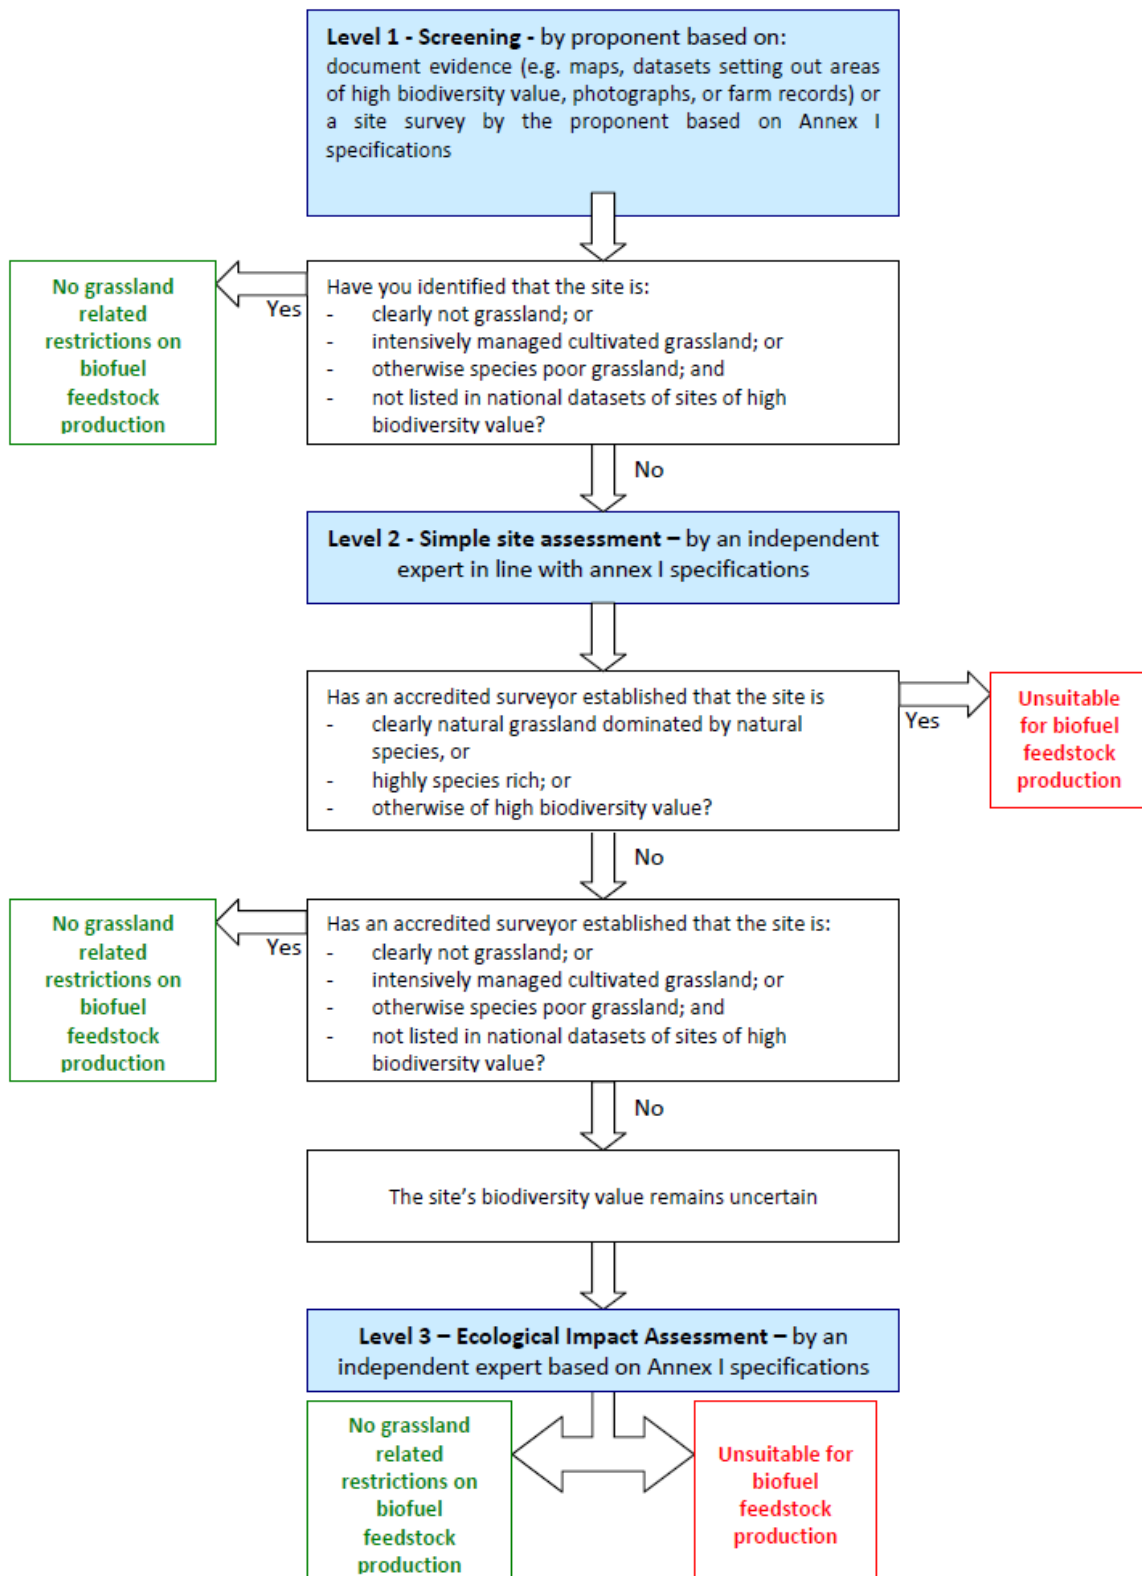 Level 1 - Screening - by proponent based on:
document evidence (e.g. maps, datasets setting out areas
of high biodiversity value, photographs, or farm records) or
a site survey by the proponent based on Annex I
specifications
No grassland
related
restrictions on
biofuel
feedstock
production
Yes
Have you identified that the site is:
- clearly not grassland; or
- intensively managed cultivated grassland; or
- otherwise species poor grassland; and
- not listed in national datasets of sites of high
biodiversity value?
No
Level 2 - Simple site assessment – by an independent
expert in line with annex I specifications
Has an accredited surveyor established that the site is
- clearly natural grassland dominated by natural
species, or
- highly species rich; or
- otherwise of high biodiversity value?
Yes
Unsuitable
for biofuel
feedstock
production
No
No grassland
related
restrictions on
biofuel
feedstock
production
Yes
Has an accredited surveyor established that the site is:
- clearly not grassland; or
- intensively managed cultivated grassland; or
- otherwise species poor grassland; and
- not listed in national datasets of sites of high
biodiversity value?
No
The site's biodiversity value remains uncertain
Level 3 – Ecological Impact Assessment – by an
independent expert based on Annex I specifications
No grassland
related
restrictions on
biofuel
feedstock
production
Unsuitable for
biofuel
feedstock
production